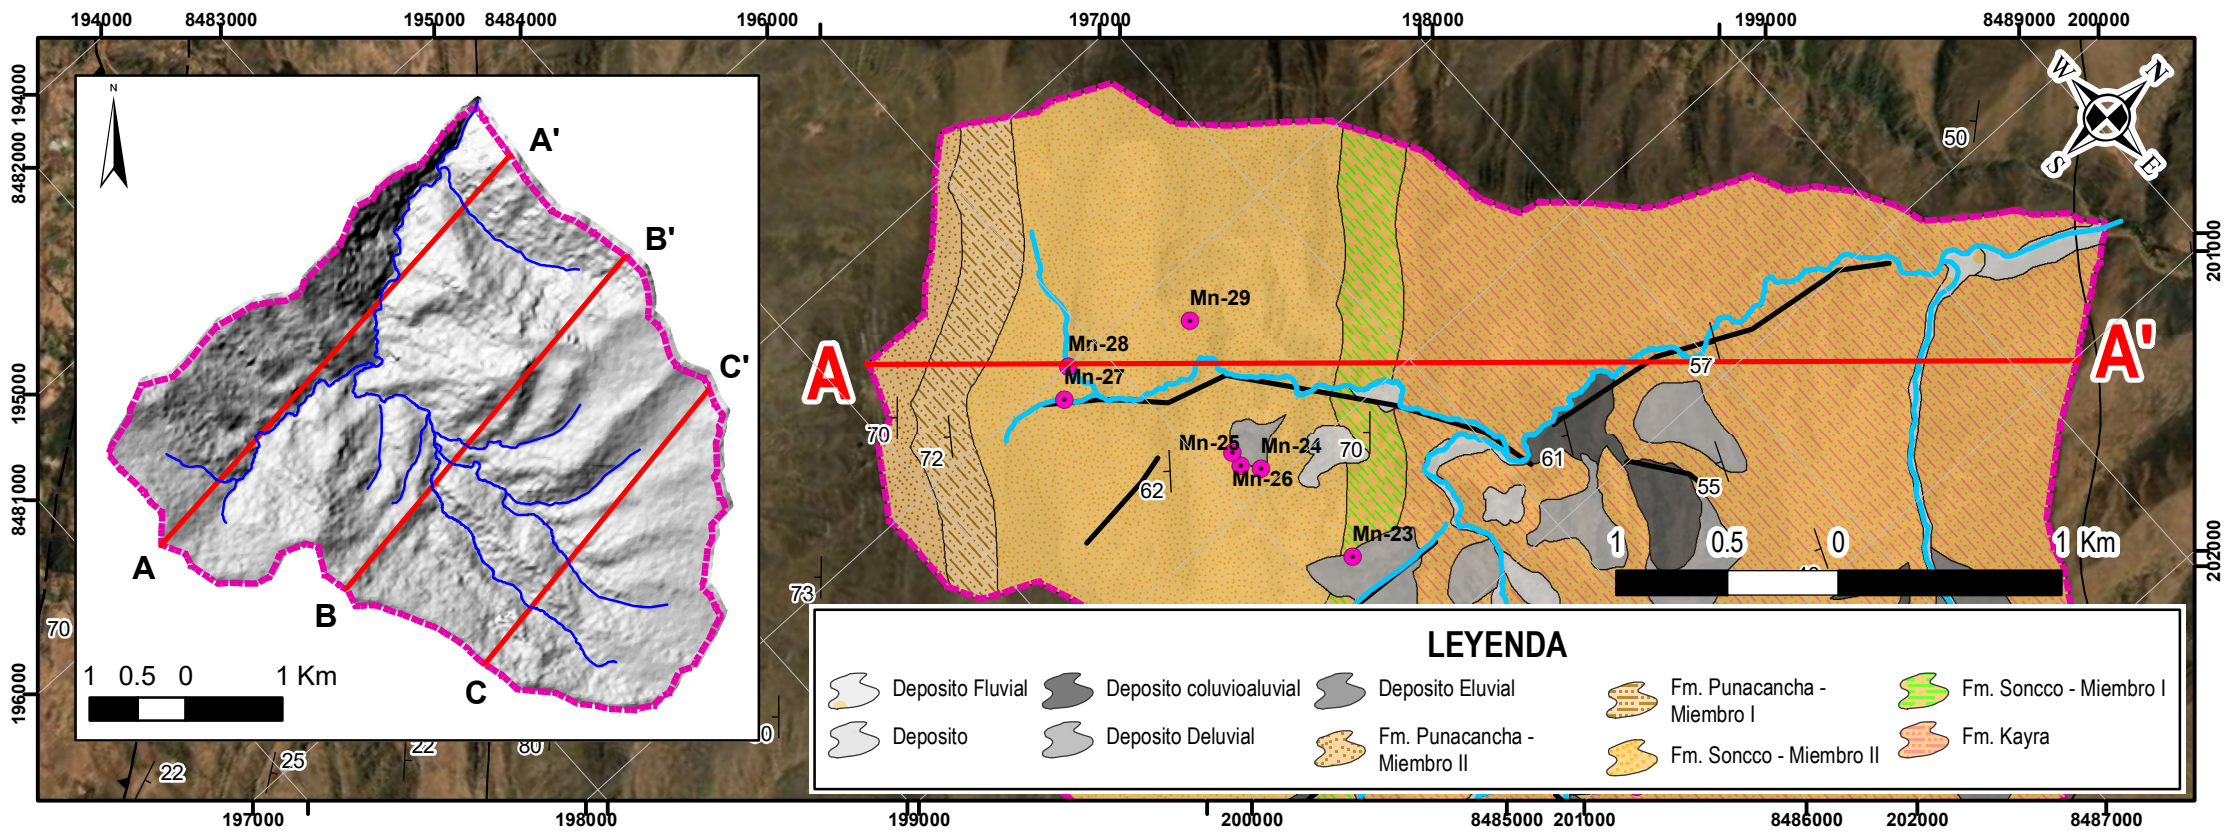 194000 8483000 195000 8484000 196000 197000 198000 199000 8489000 200000
194000
8482000
195000
8481000
196000
201000
202000
N
A'
B'
C'
A
B
C
1 0.5 0 1 Km
W N
S E
50
Mn-29
Mn-28
Mn-27
A A'
57
70
72
Mn-25 Mn-24
70
Mn-26
62
61
55
Mn-23
1 0.5 0 1 Km
73
70
22
25
22
80
LEYENDA
Deposito Fluvial
Deposito coluvioaluvial
Deposito Eluvial
Fm. Punacancha -
Miembro I
Fm. Soncco - Miembro I
Deposito
Deposito Deluvial
Fm. Punacancha -
Miembro II
Fm. Soncco - Miembro II
Fm. Kayra
197000 198000 199000 200000 8485000 201000 8486000 202000 8487000